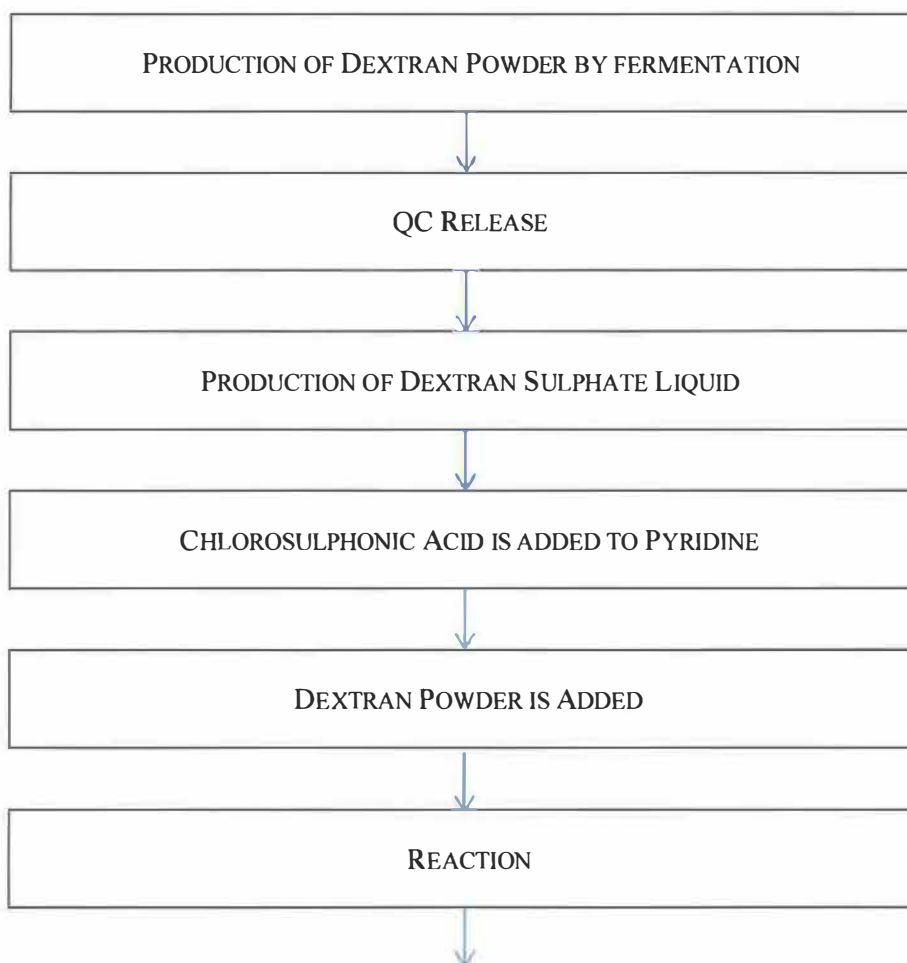 PRODUCTION OF DEXTRAN POWDER BY FERMENTATION
QC RELEASE
PRODUCTION OF DEXTRAN SULPHATE LIQUID
CHLOROSULPHONIC ACID IS ADDED TO PYRIDINE
DEXTRAN POWDER IS ADDED
REACTION